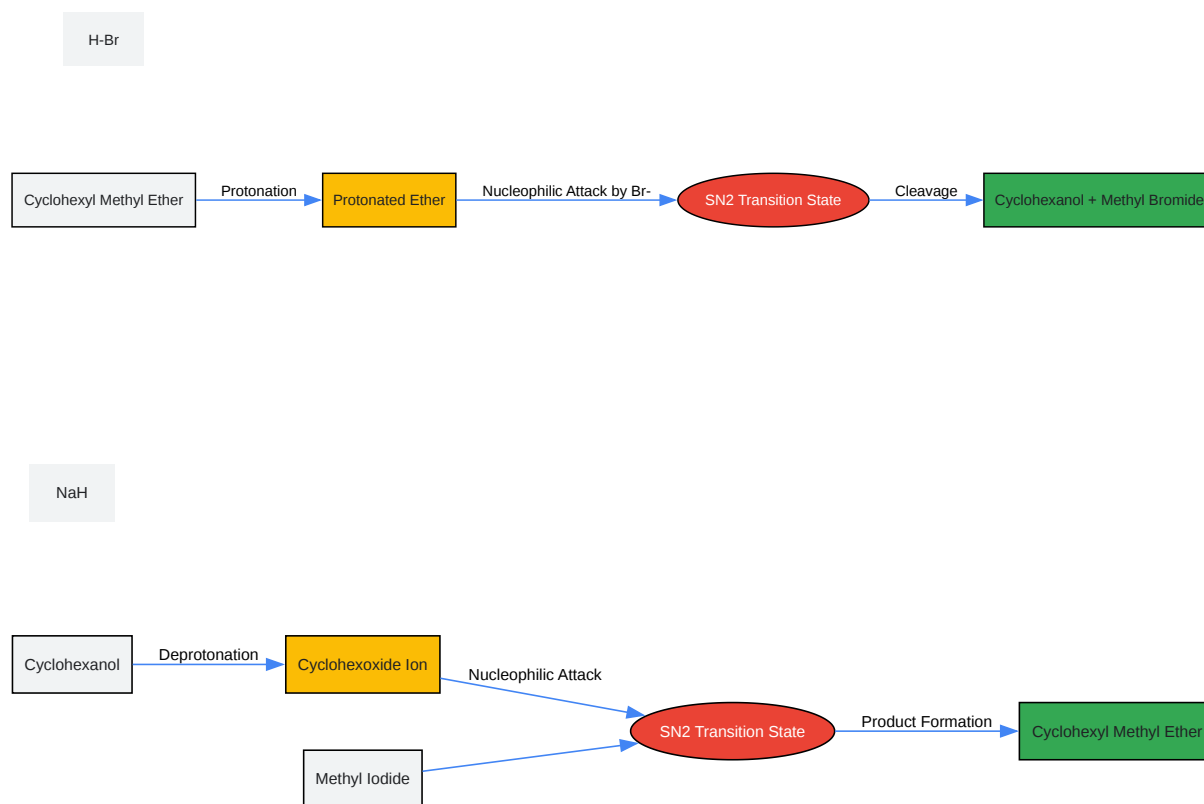 H-Br
Cyclohexyl Methyl Ether
Protonation
Protonated Ether
Nucleophilic Attack by Br-
SN2 Transition State
Cleavage
Cyclohexanol + Methyl Bromide
NaH
Cyclohexanol
Deprotonation
Cyclohexoxide Ion
Nucleophilic Attack
Methyl Iodide
SN2 Transition State
Product Formation
Cyclohexyl Methyl Ether